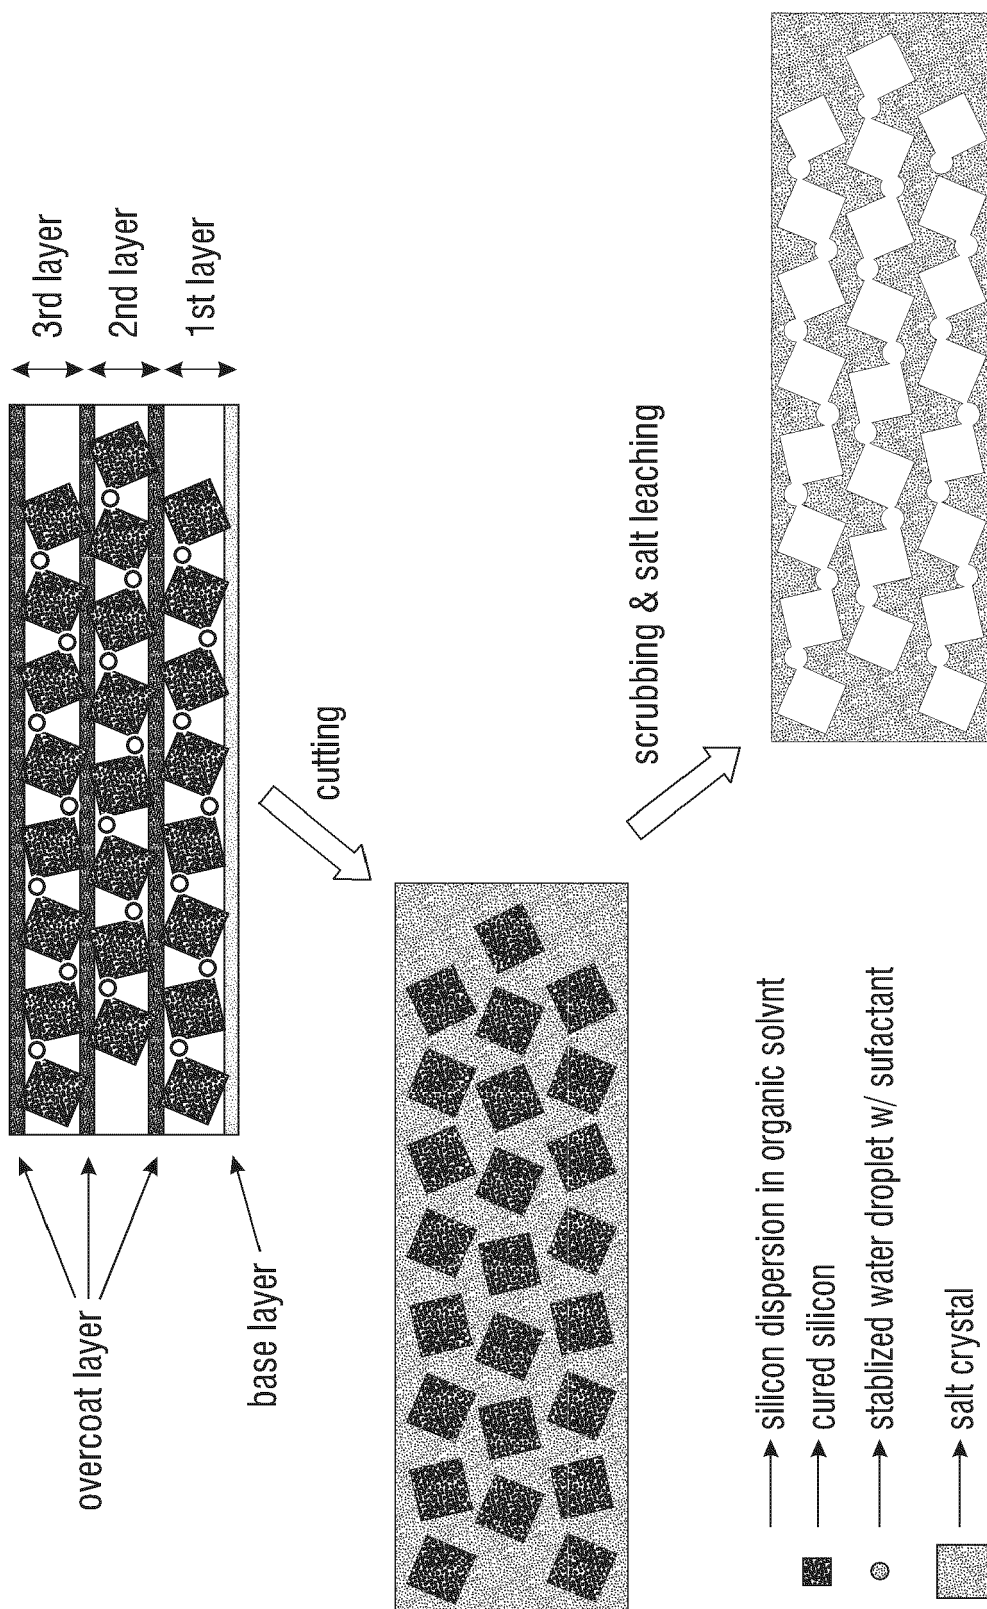 overcoat layer
base layer
3rd layer
2nd layer
1st layer
cutting
scrubbing & salt leaching
silicon dispersion in organic solvnt
cured silicon
stablized water droplet w/ sufactant
salt crystal